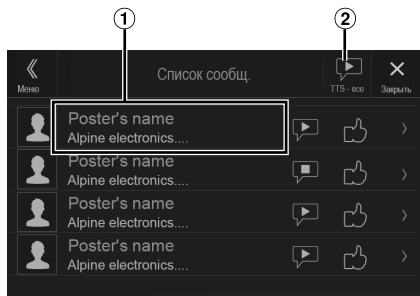 1 2
Список сообщ.
Меню TTS - все Закрыть
Poster's name
Alpine electronics....
Poster's name
Alpine electronics....
Poster's name
Alpine electronics....
Poster's name
Alpine electronics....